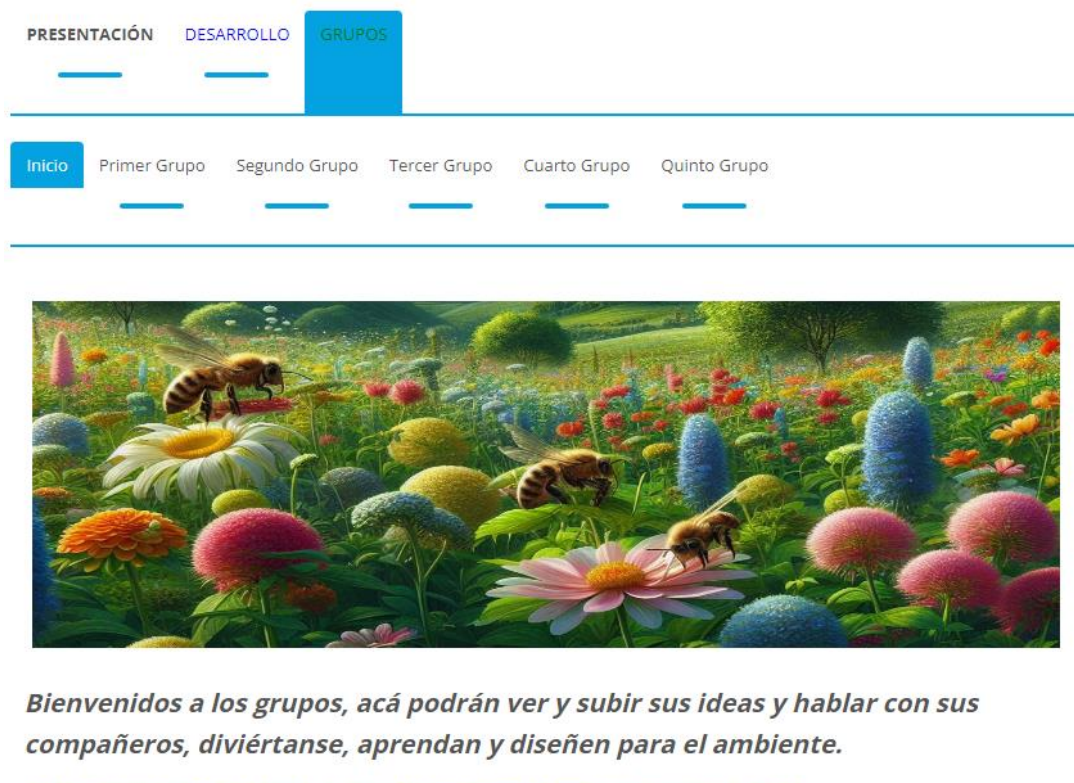 PRESENTACIÓN DESARROLLO GRUPOS
Inicio Primer Grupo Segundo Grupo Tercer Grupo Cuarto Grupo Quinto Grupo
Bienvenidos a los grupos, acá podrán ver y subir sus ideas y hablar con sus
compañeros, diviértanse, aprendan y diseñen para el ambiente.